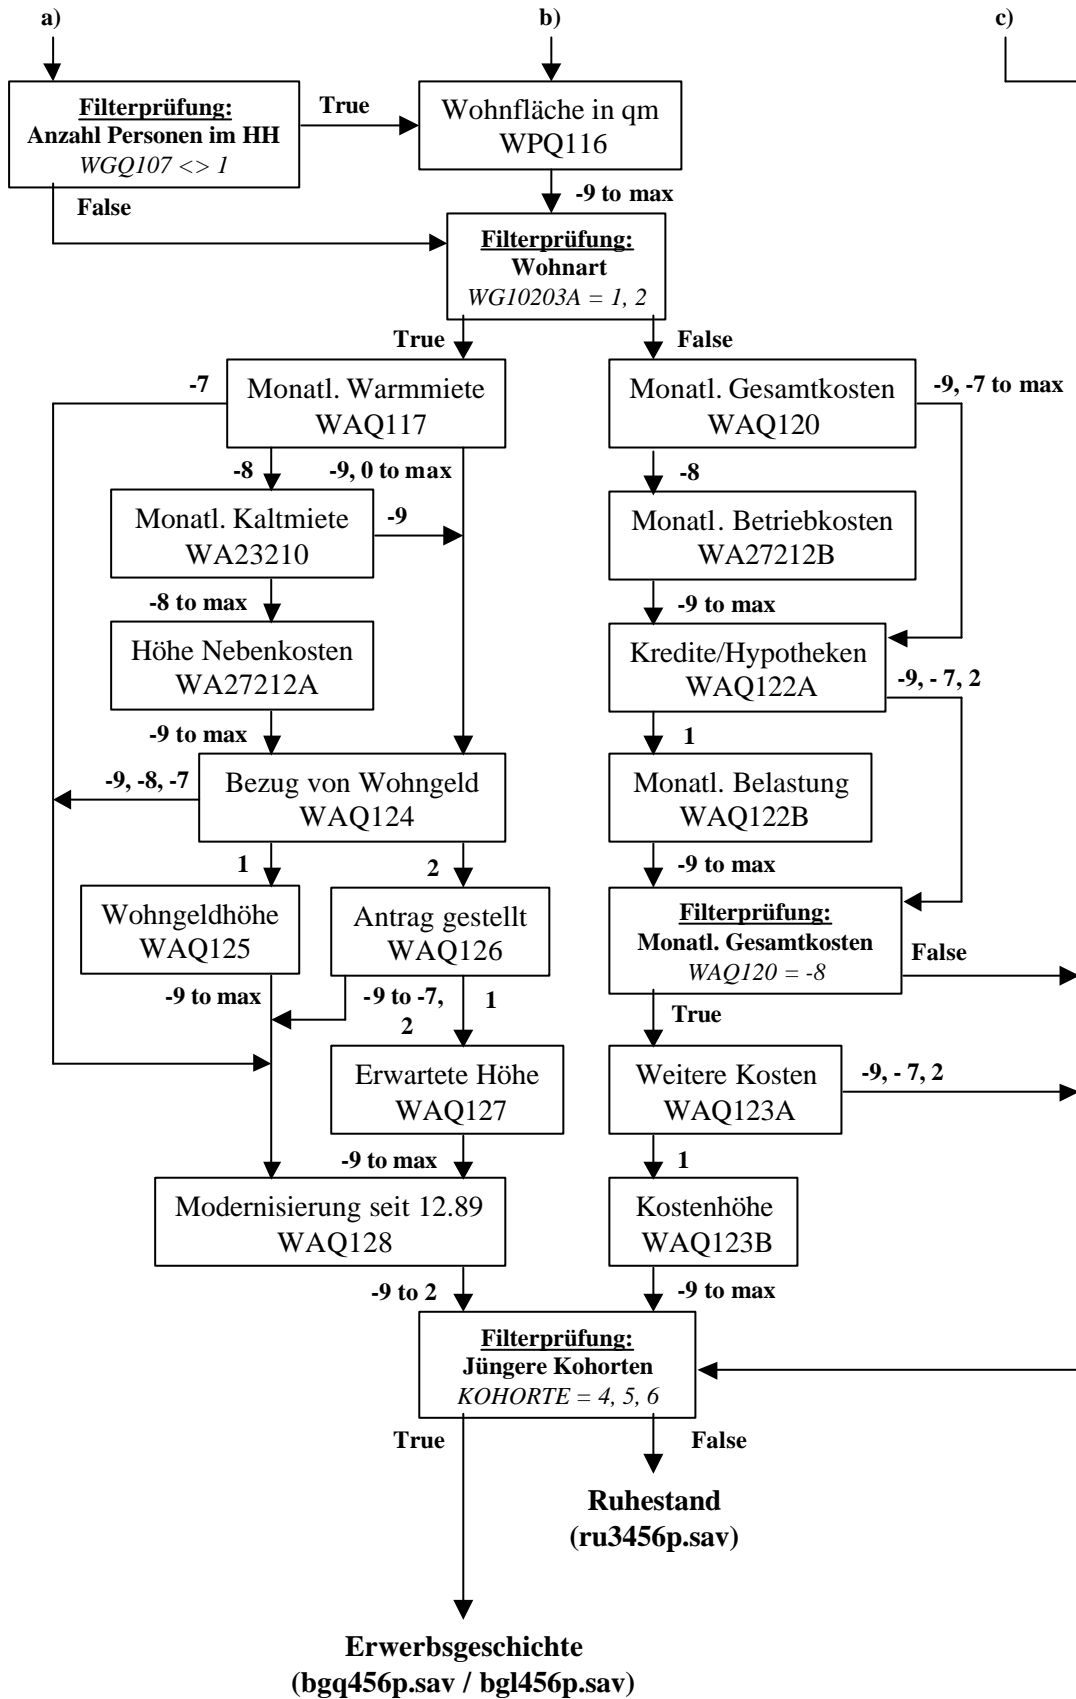 a)
b)
c)
Filterprüfung:
Anzahl Personen im HH
WGQ107 <> 1
True
Wohnfläche in qm
WPQ116
False
-9 to max
Filterprüfung:
Wohnart
WG10203A = 1, 2
True
False
-7
Monatl. Warmmiete
WAQ117
Monatl. Gesamtkosten
WAQ120
-9, -7 to max
-8
-9, 0 to max
-8
Monatl. Kaltmiete
WA23210
-9
Monatl. Betriebkosten
WA27212B
-8 to max
-9 to max
Höhe Nebenkosten
WA27212A
Kredite/Hypotheken
WAQ122A
-9, - 7, 2
-9 to max
1
-9, -8, -7
Bezug von Wohngeld
WAQ124
Monatl. Belastung
WAQ122B
1
2
-9 to max
Wohngeldhöhe
WAQ125
Antrag gestellt
WAQ126
Filterprüfung:
Monatl. Gesamtkosten
WAQ120 = -8
False
-9 to max
-9 to -7,
2
1
True
Erwartete Höhe
WAQ127
Weitere Kosten
WAQ123A
-9, - 7, 2
-9 to max
1
Modernisierung seit 12.89
WAQ128
Kostenhöhe
WAQ123B
-9 to 2
-9 to max
Filterprüfung:
Jüngere Kohorten
KOHORTE = 4, 5, 6
True
False
Ruhestand
(ru3456p.sav)
Erwerbsgeschichte
(bgq456p.sav / bgl456p.sav)